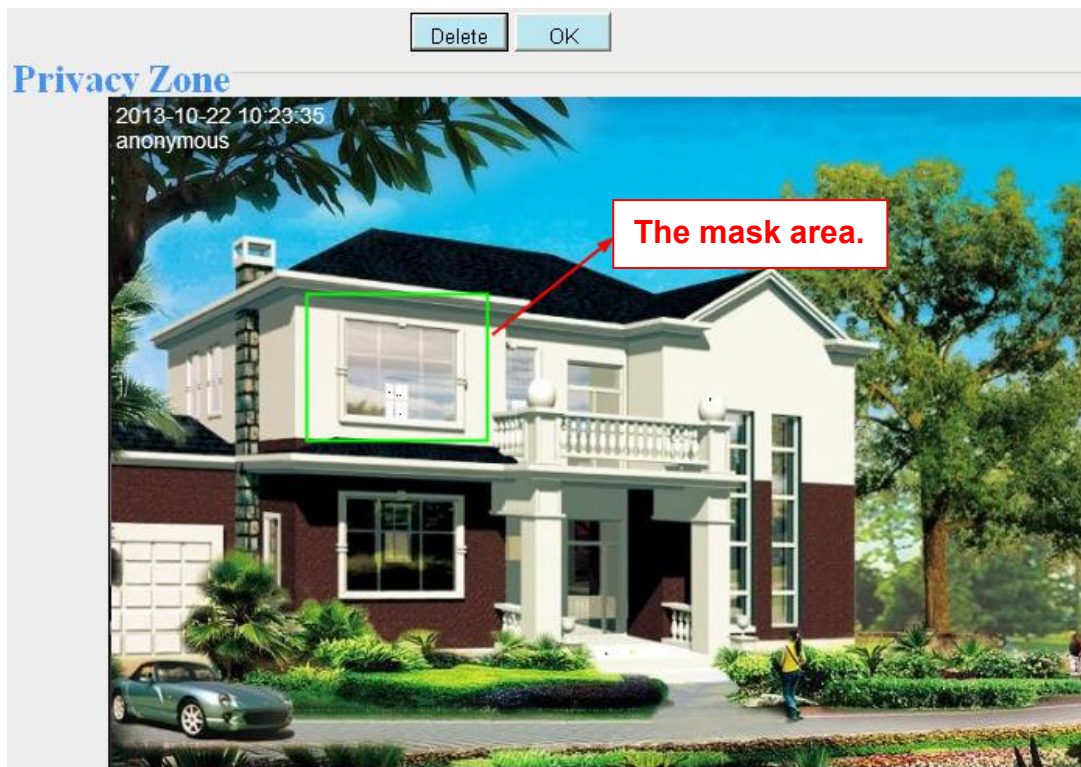 Delete OK
Privacy Zone
2013-10-22 10:23:35
anonymous
The mask area.